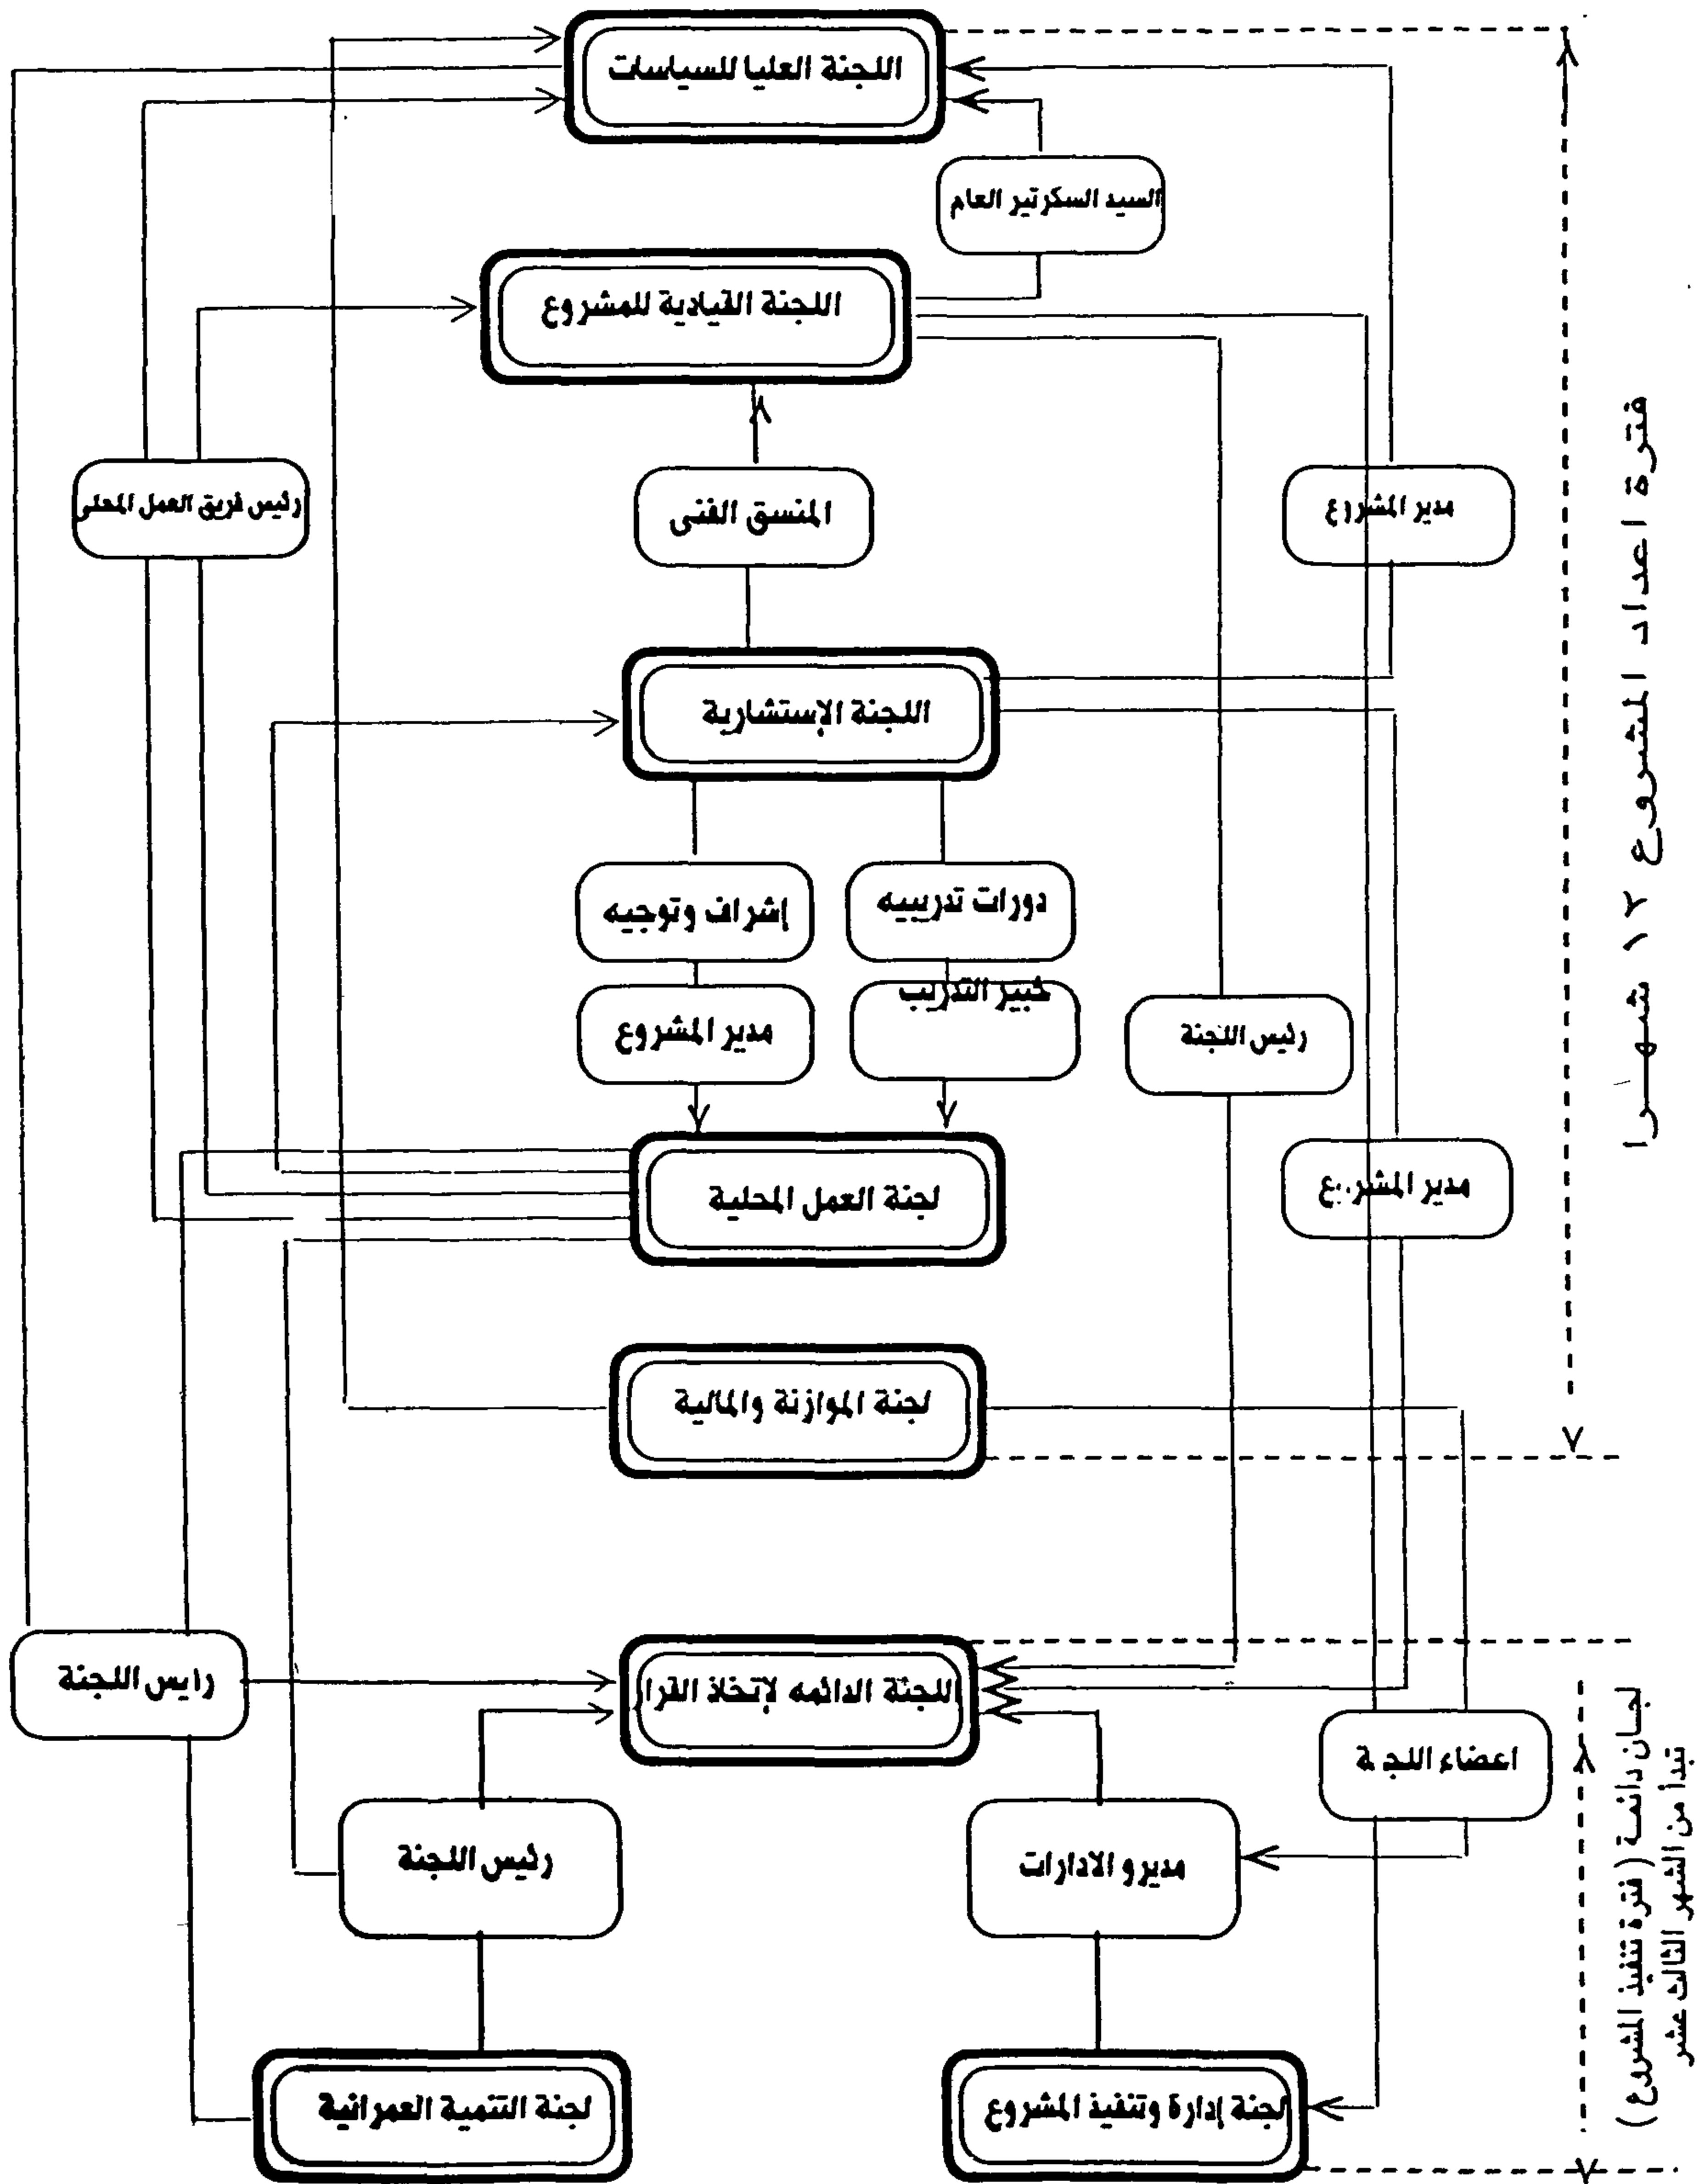 اللجنة العليا للسياسات
السيد السكرتير العام
اللجنة القيادية للمشروع
رئيس فريق العمل المحلى
المنسق الفنى
مدير المشروع
اللجنة الإستشارية
إشراف وتوجيه
دورات تدريبيه
خبير التدريب
مدير المشروع
رئيس اللجنة
لجنة العمل المحلية
مدير المشروع
لجنة الموازنة والمالية
فترة اعداد المشروع ١٢ شهرا
رايس اللجنة
اللجنة الدائمه لإتخاذ القرار
اعضاء اللجنة
رئيس اللجنة
مديرو الادارات
لجنة التنمية العمرانية
لجنة إدارة وتنفيذ المشروع
لجان دائمة (فترة تنفيذ المشروع)
تبدأ من الشهر الثالث عشر